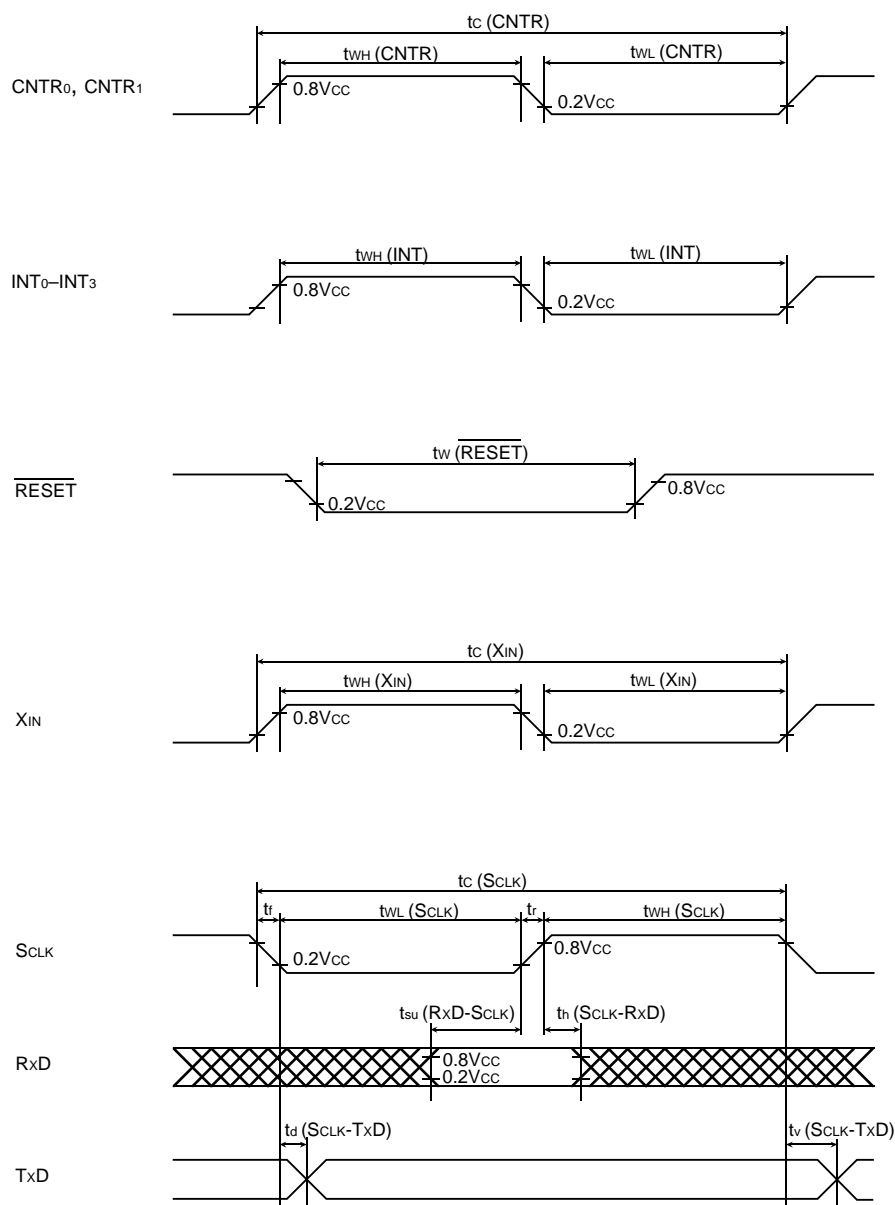 tC (CNTR)
tWH (CNTR) tWL (CNTR)
CNTR0, CNTR1 0.8VCC 0.2VCC
tWH (INT) tWL (INT)
INT0–INT3 0.8VCC 0.2VCC
tW (RESET)
RESET 0.2VCC 0.8VCC
tC (XIN)
tWH (XIN) tWL (XIN)
XIN 0.8VCC 0.2VCC
tC (SCLK)
tf tWL (SCLK) tr tWH (SCLK)
SCLK 0.2VCC 0.8VCC
tsu (RXD-SCLK) th (SCLK-RXD)
RXD 0.8VCC
0.2VCC
td (SCLK-TXD) tv (SCLK-TXD)
TXD